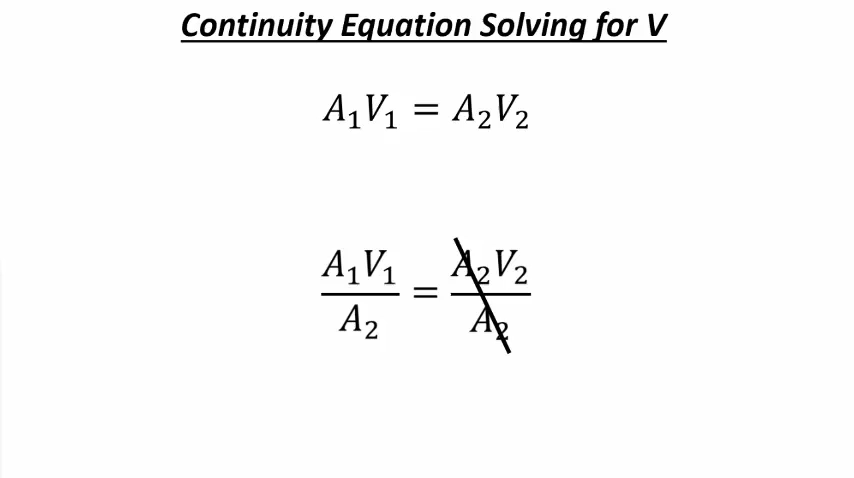 Continuity Equation Solving for V
A₁V₁ = A₂V₂
A₁V₁ / A₂ = A₂V₂ / A₂